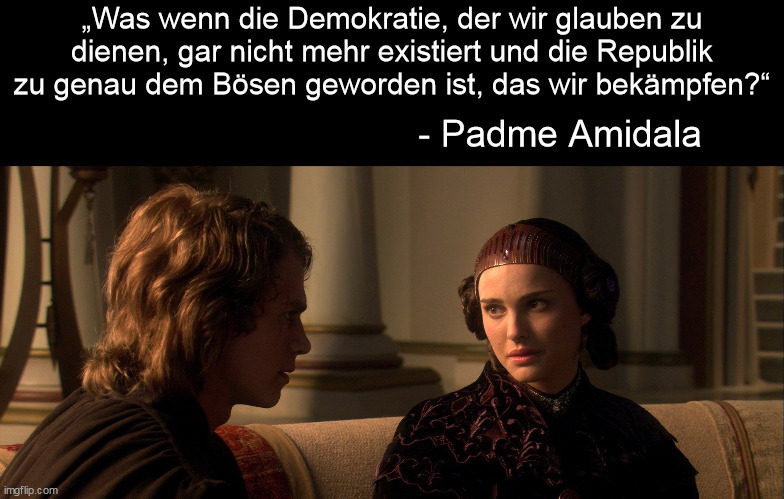 „Was wenn die Demokratie, der wir glauben zu
dienen, gar nicht mehr existiert und die Republik
zu genau dem Bösen geworden ist, das wir bekämpfen?“
- Padme Amidala
imgflip.com